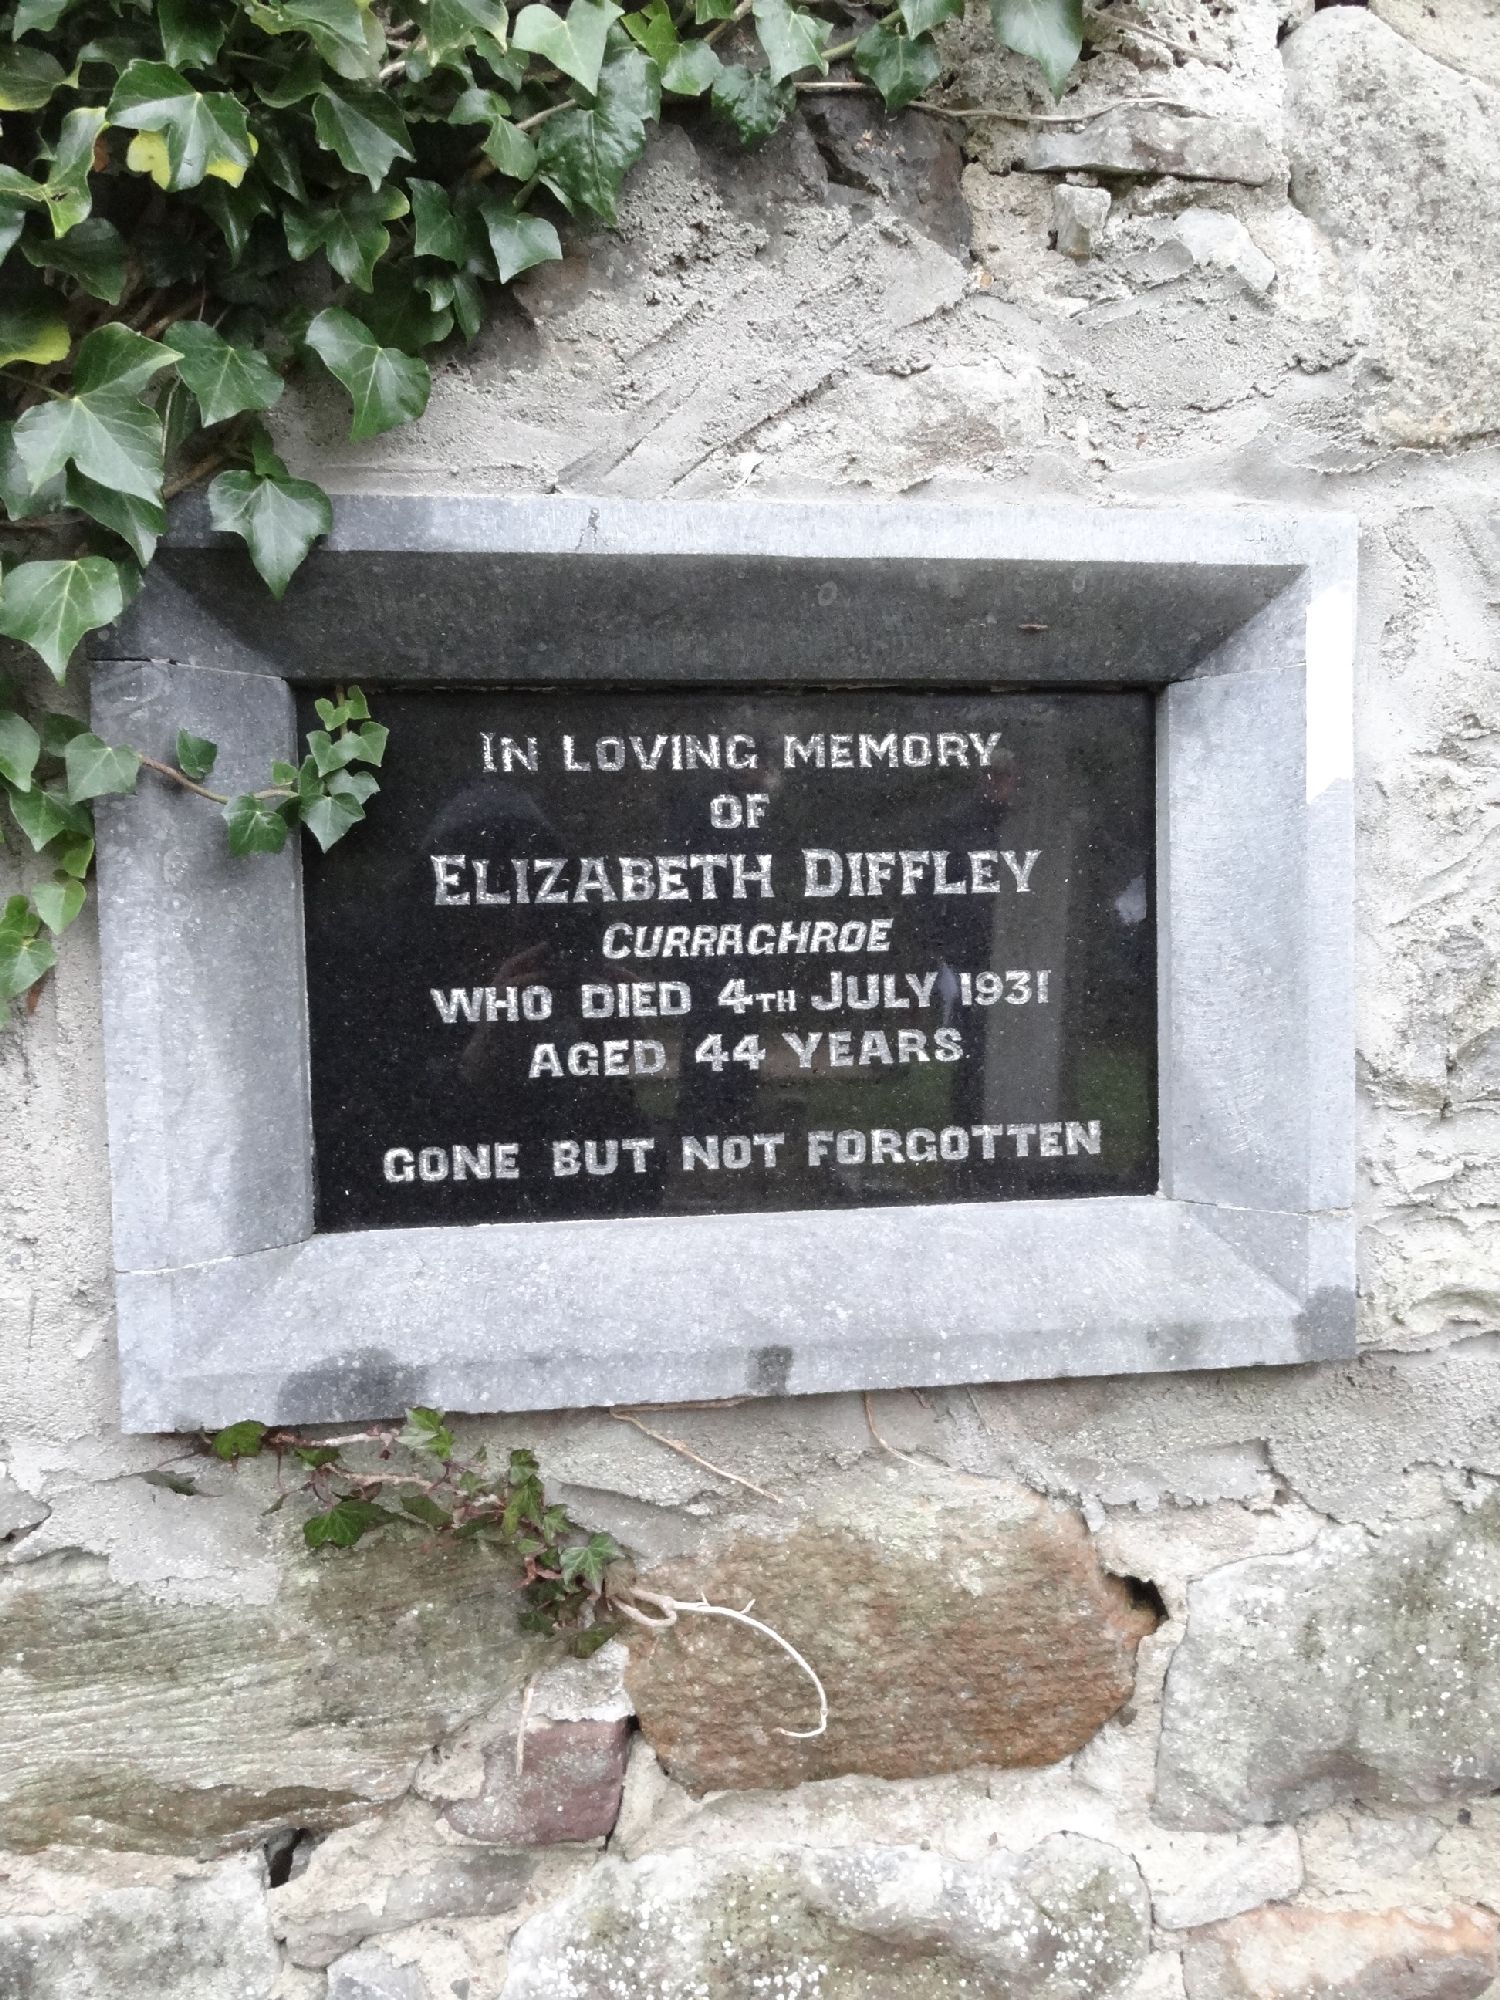 IN LOVING MEMORY
OF
ELIZABETH DIFFLEY
CURRAGHROE
WHO DIED 4TH JULY 1931
AGED 44 YEARS.
GONE BUT NOT FORGOTTEN